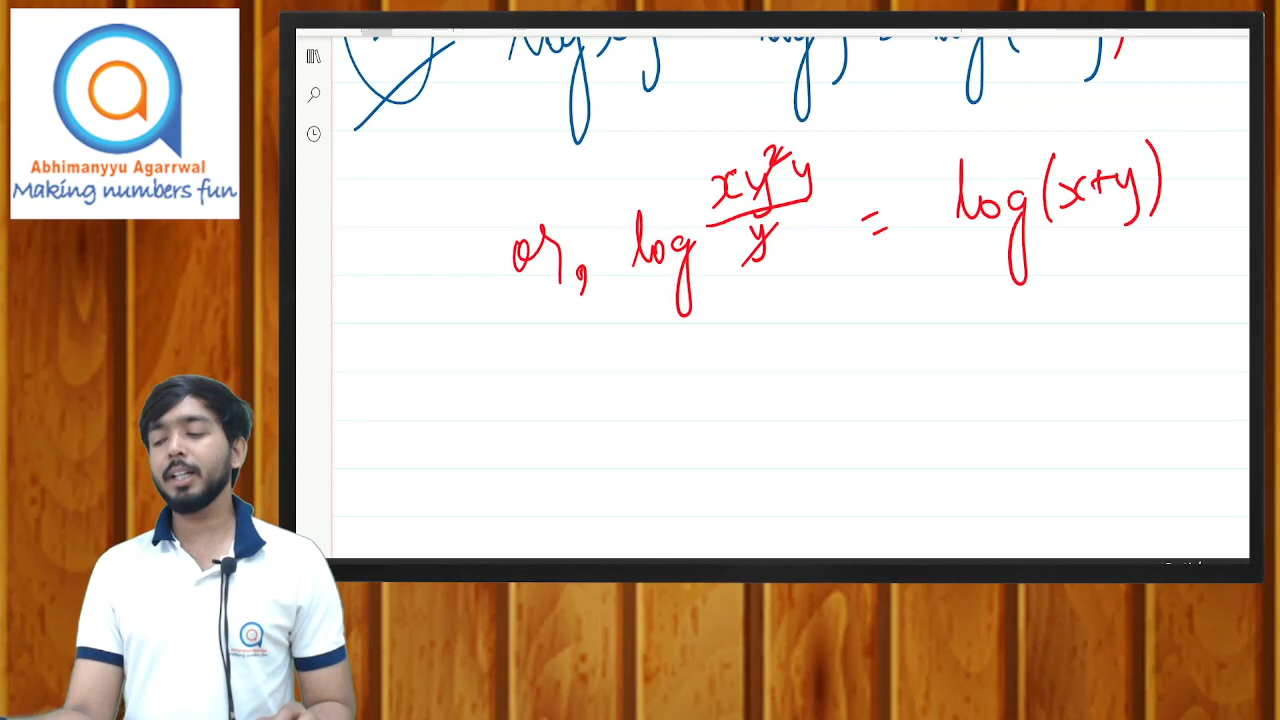 Abhimanyyu Agarrwal
Making numbers fun
or, log xy²y/y = log(x+y)